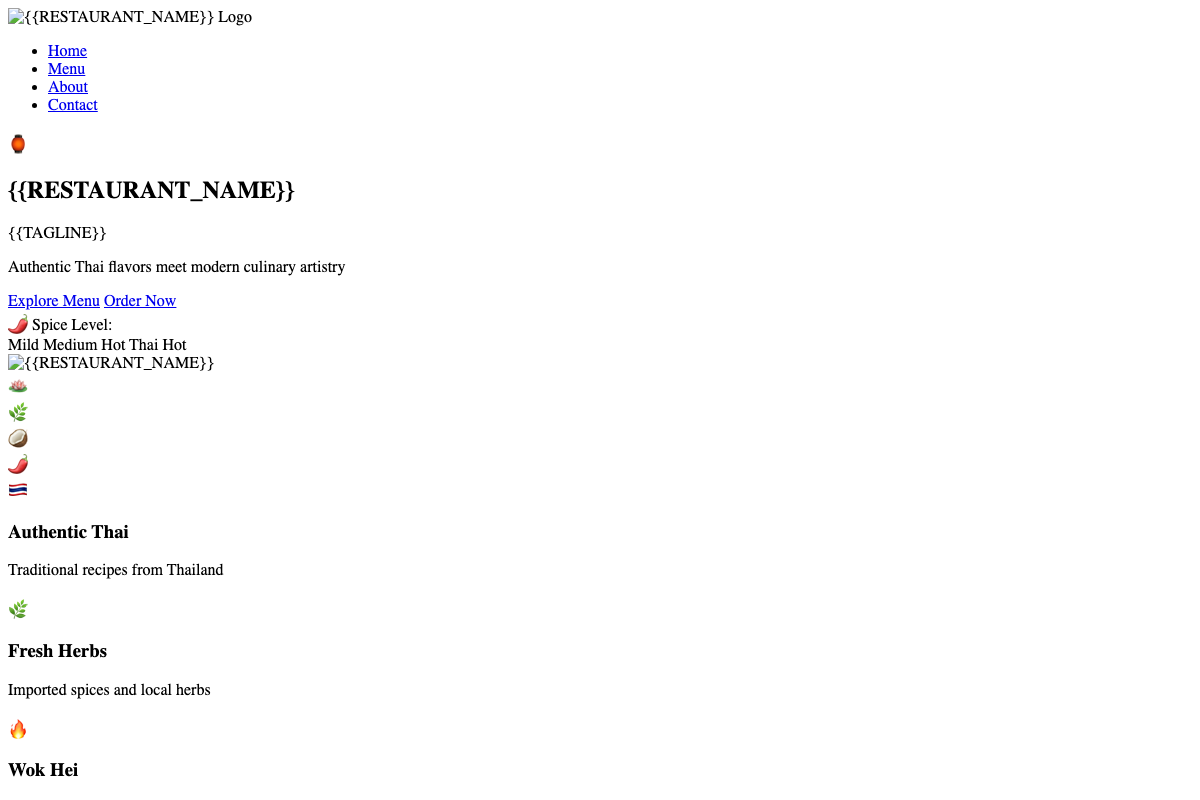 {{RESTAURANT_NAME}} Logo
Home
Menu
About
Contact
{{RESTAURANT_NAME}}
{{TAGLINE}}
Authentic Thai flavors meet modern culinary artistry
Explore Menu Order Now
Spice Level:
Mild Medium Hot Thai Hot
{{RESTAURANT_NAME}}
Authentic Thai
Traditional recipes from Thailand
Fresh Herbs
Imported spices and local herbs
Wok Hei